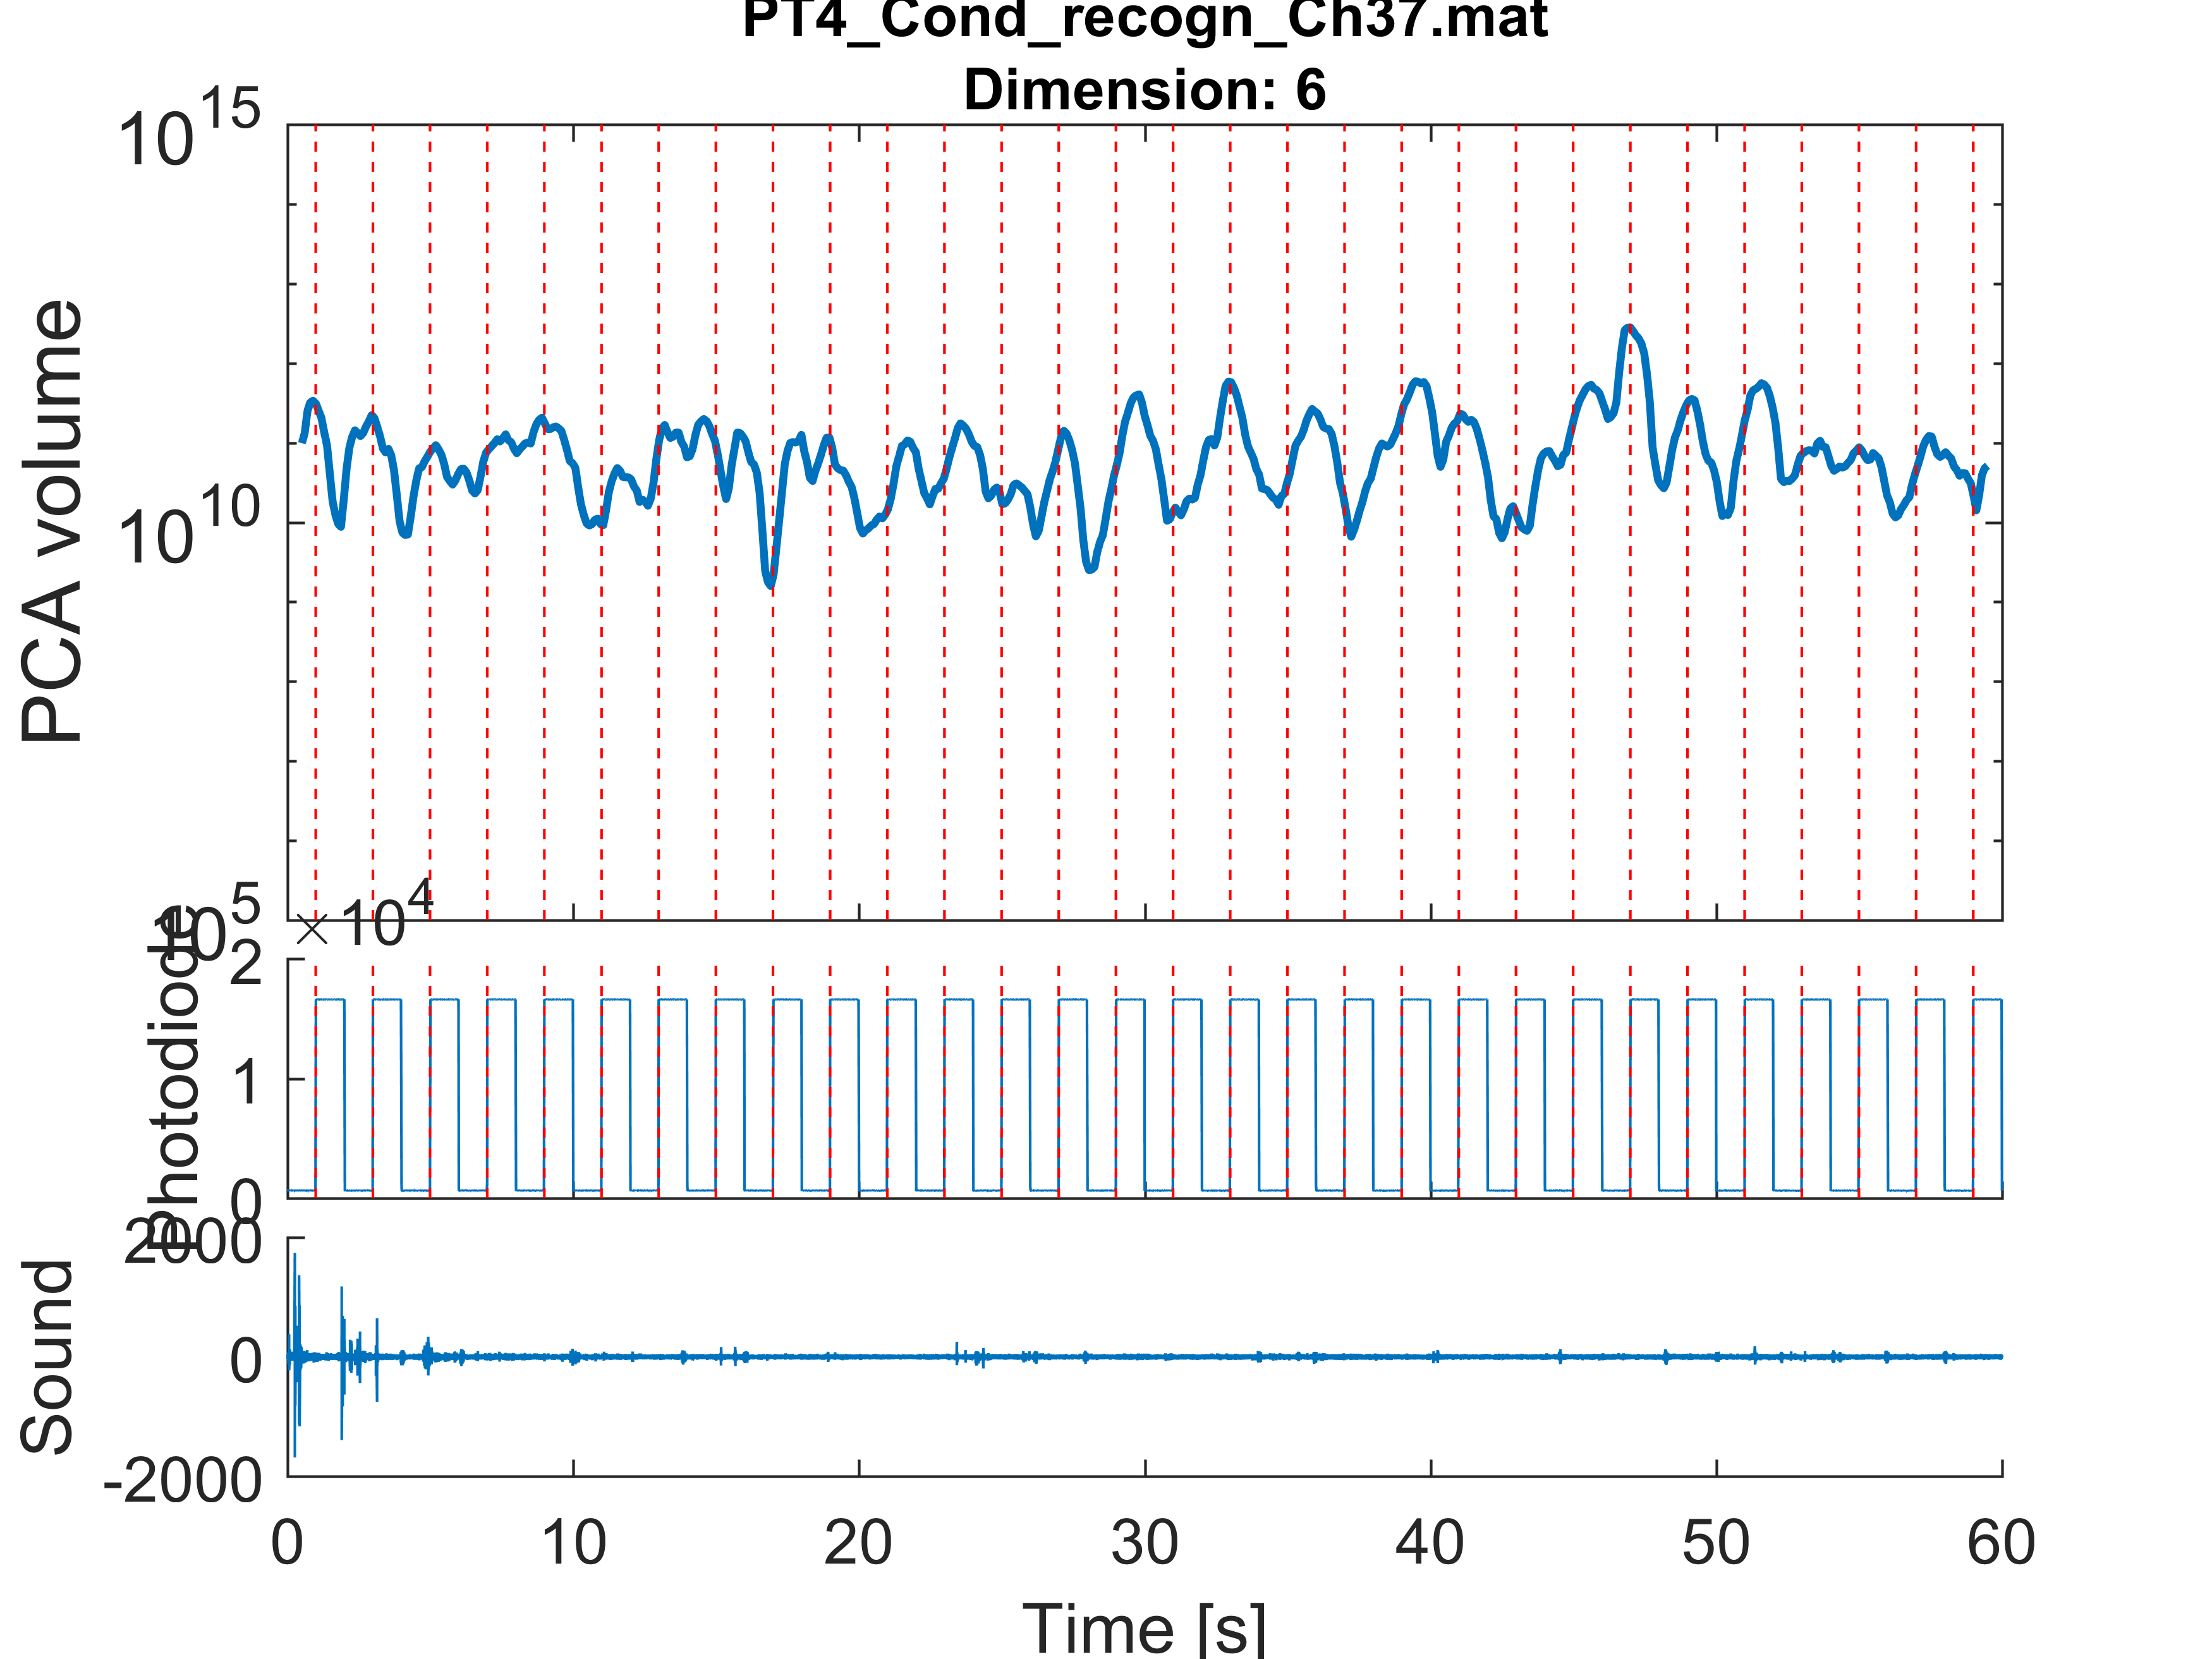 PT4_Cond_recogn_Ch37.mat
Dimension: 6
10^15
10^10
10^5
PCA volume
×10^4
2
1
0
Photodiode
2000
0
-2000
Sound
0 10 20 30 40 50 60
Time [s]